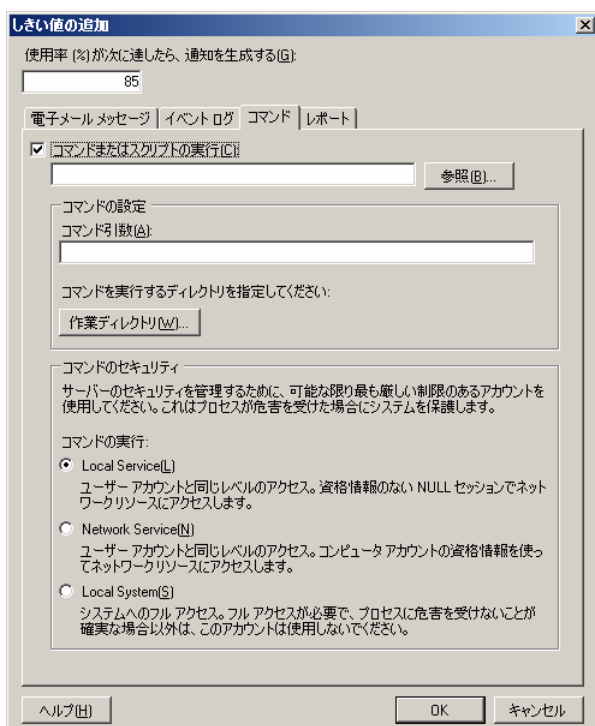 しきい値の追加
使用率 (%) が次に達したら、通知を生成する(G):
85
電子メール メッセージ
イベント ログ
コマンド
レポート
コマンドまたはスクリプトの実行(C):
参照(B)...
コマンドの設定
コマンド引数(A):
コマンドを実行するディレクトリを指定してください:
作業ディレクトリ(W)...
コマンドのセキュリティ
サーバーのセキュリティを管理するために、可能な限り最も厳しい制限のあるアカウントを
使用してください。これはプロセスが危害を受けた場合にシステムを保護します。
コマンドの実行:
Local Service(L)
ユーザー アカウントと同じレベルのアクセス。資格情報のない NULL セッションでネット
ワーク リソースにアクセスします。
Network Service(N)
ユーザー アカウントと同じレベルのアクセス。コンピュータ アカウントの資格情報を使っ
てネットワーク リソースにアクセスします。
Local System(S)
システムへのフル アクセス。フル アクセスが必要で、プロセスに危害を受けないことが
確実な場合以外は、このアカウントは使用しないでください。
ヘルプ(H)
OK
キャンセル